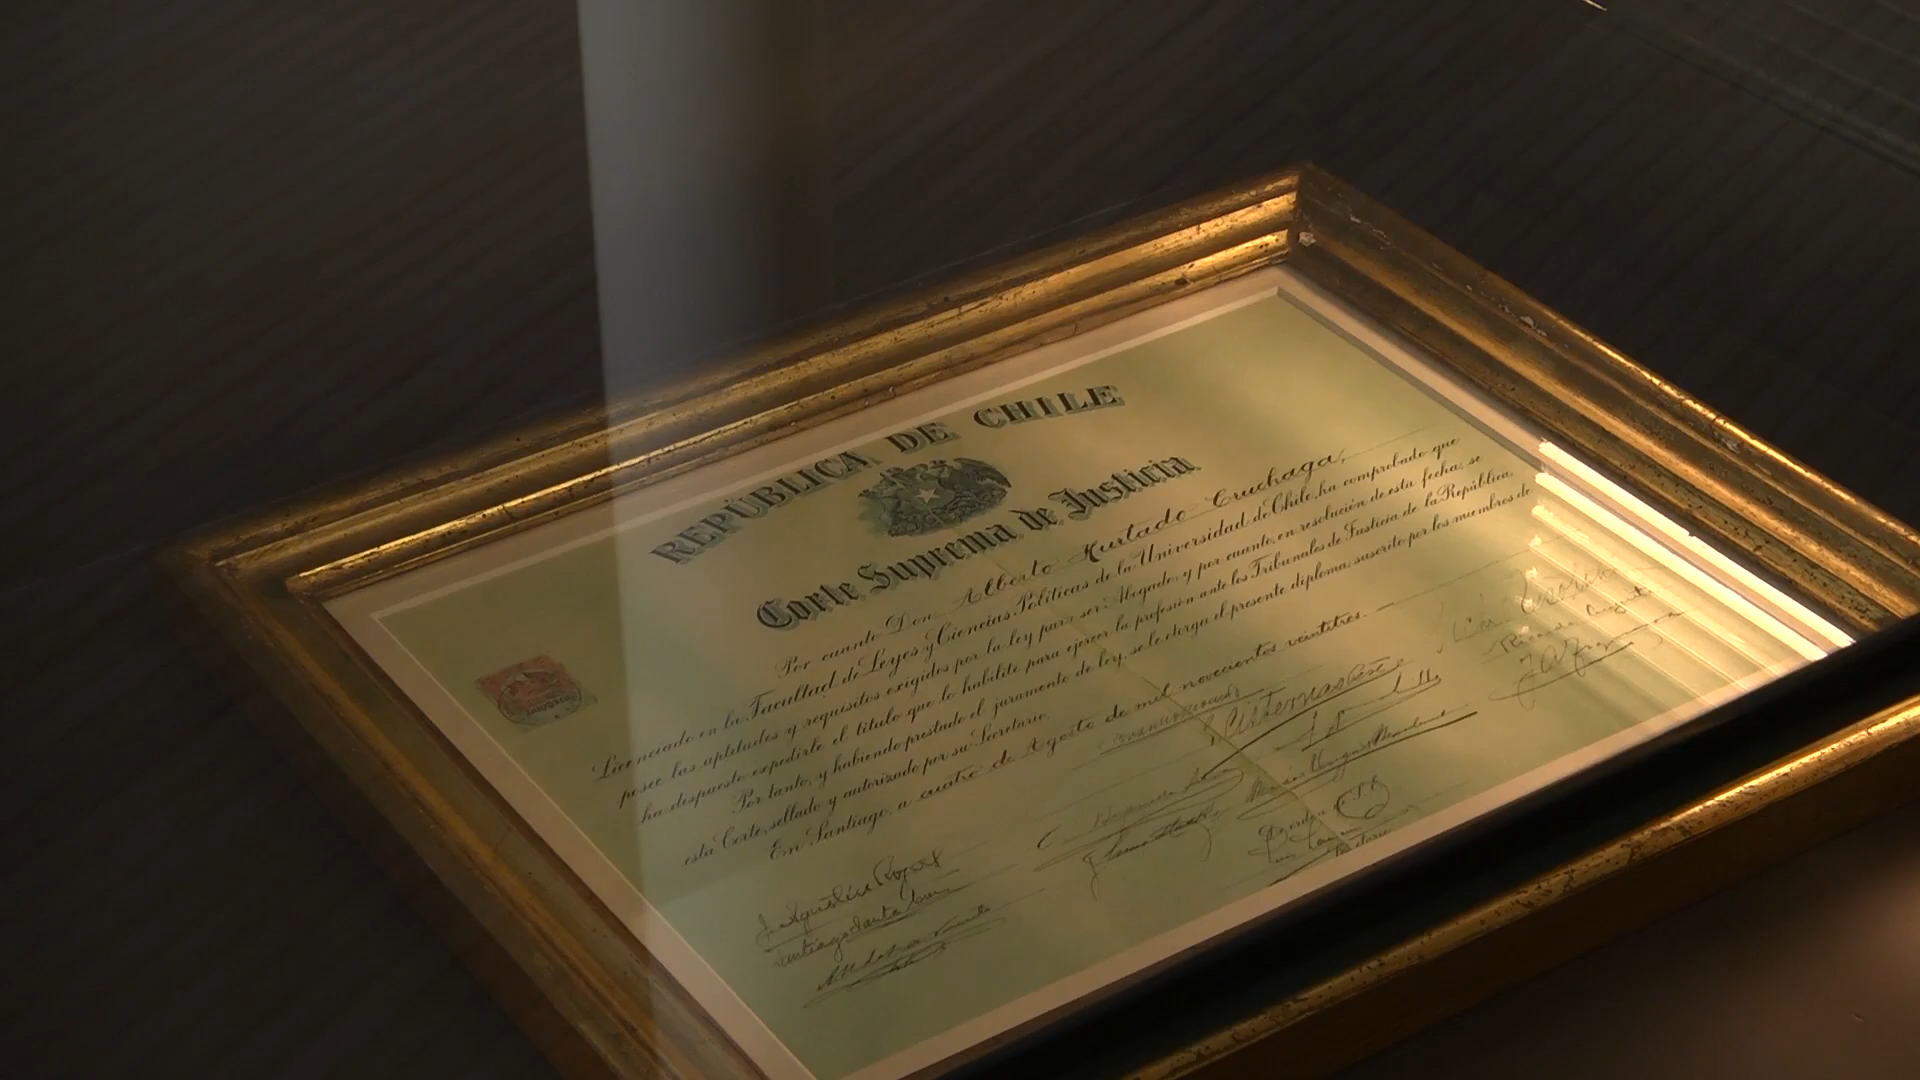 REPÚBLICA DE CHILE
Corte Suprema de Justicia
Por cuanto Don Alberto Hurtado Cruchaga,
Licenciado en la Facultad de Leyes y Ciencias Políticas de la Universidad de Chile, ha comprobado que
posee las aptitudes y requisitos exigidos por la ley para ser Abogado, y por cuanto, en resolución de esta fecha, se
ha dispuesto expedirle el título que lo habilite para ejercer la profesión ante los Tribunales de Justicia de la República.
Por tanto, y habiendo prestado el juramento de ley, se le otorga el presente diploma, suscrito por los miembros de
esta Corte, sellado y autorizado por su Secretario.
En Santiago, a cuatro de Agosto de mil novecientos veintitres.